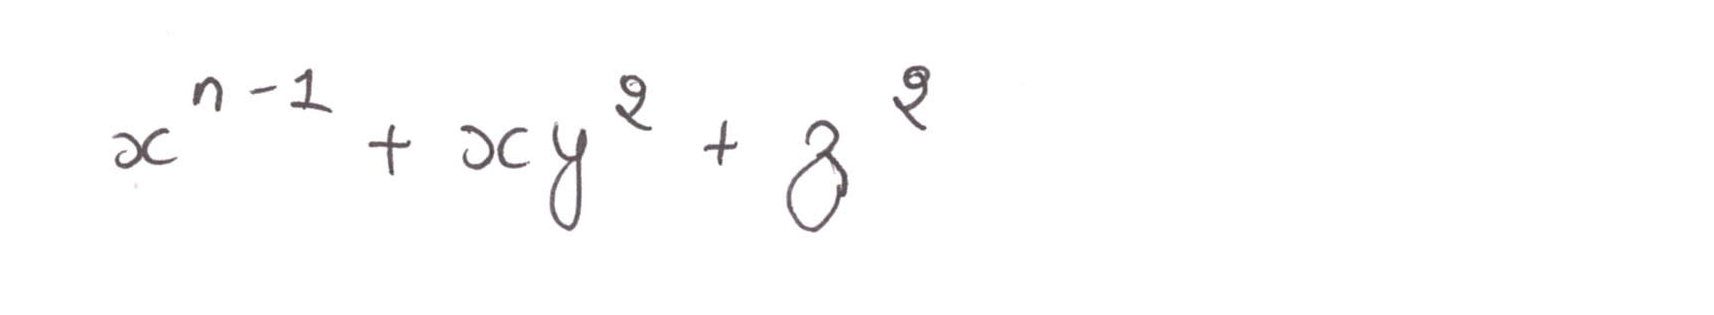 x^{n-1} + xy^2 + z^2